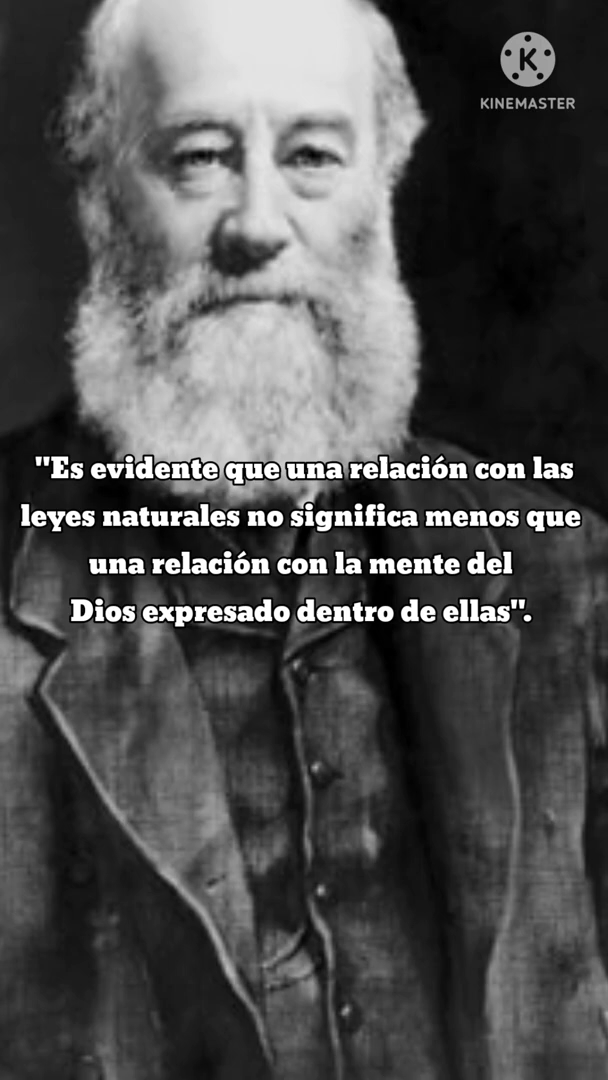 KINEMASTER
"Es evidente que una relación con las
leyes naturales no significa menos que
una relación con la mente del
Dios expresado dentro de ellas".